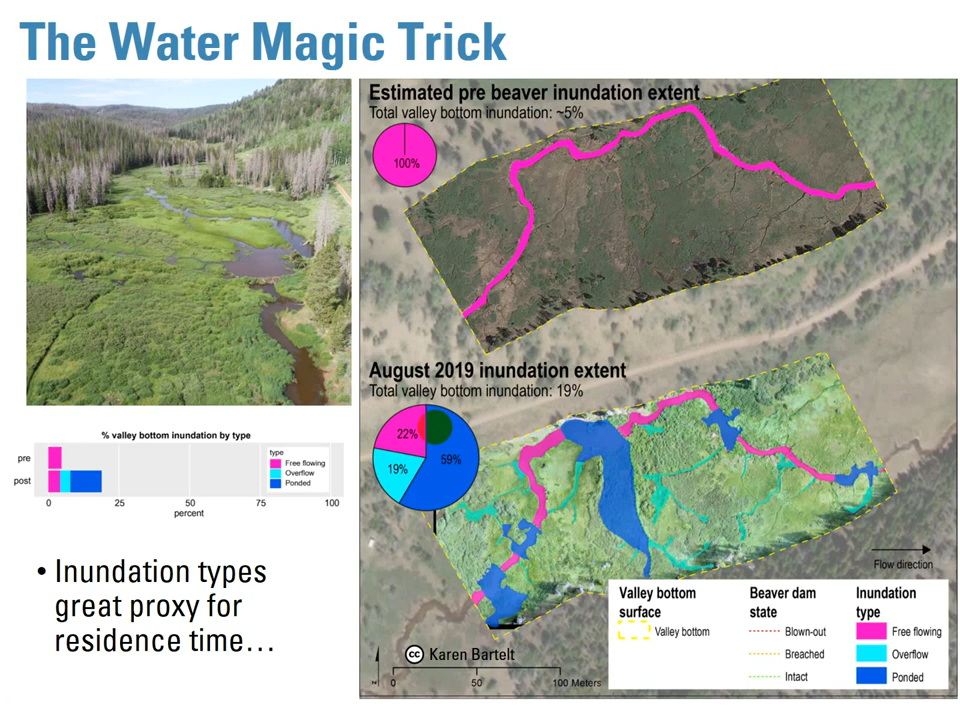 The Water Magic Trick
Estimated pre beaver inundation extent
Total valley bottom inundation: ~5%
100%
August 2019 inundation extent
Total valley bottom inundation: 19%
22%
19%
59%
% valley bottom inundation by type
pre
post
0 25 50 75 100
percent
type
Free flowing
Overflow
Ponded
• Inundation types
great proxy for
residence time…
Flow direction
Valley bottom
surface
Valley bottom
Beaver dam
state
Blown-out
Breached
Intact
Inundation
type
Free flowing
Overflow
Ponded
cc Karen Bartelt
0 50 100 Meters